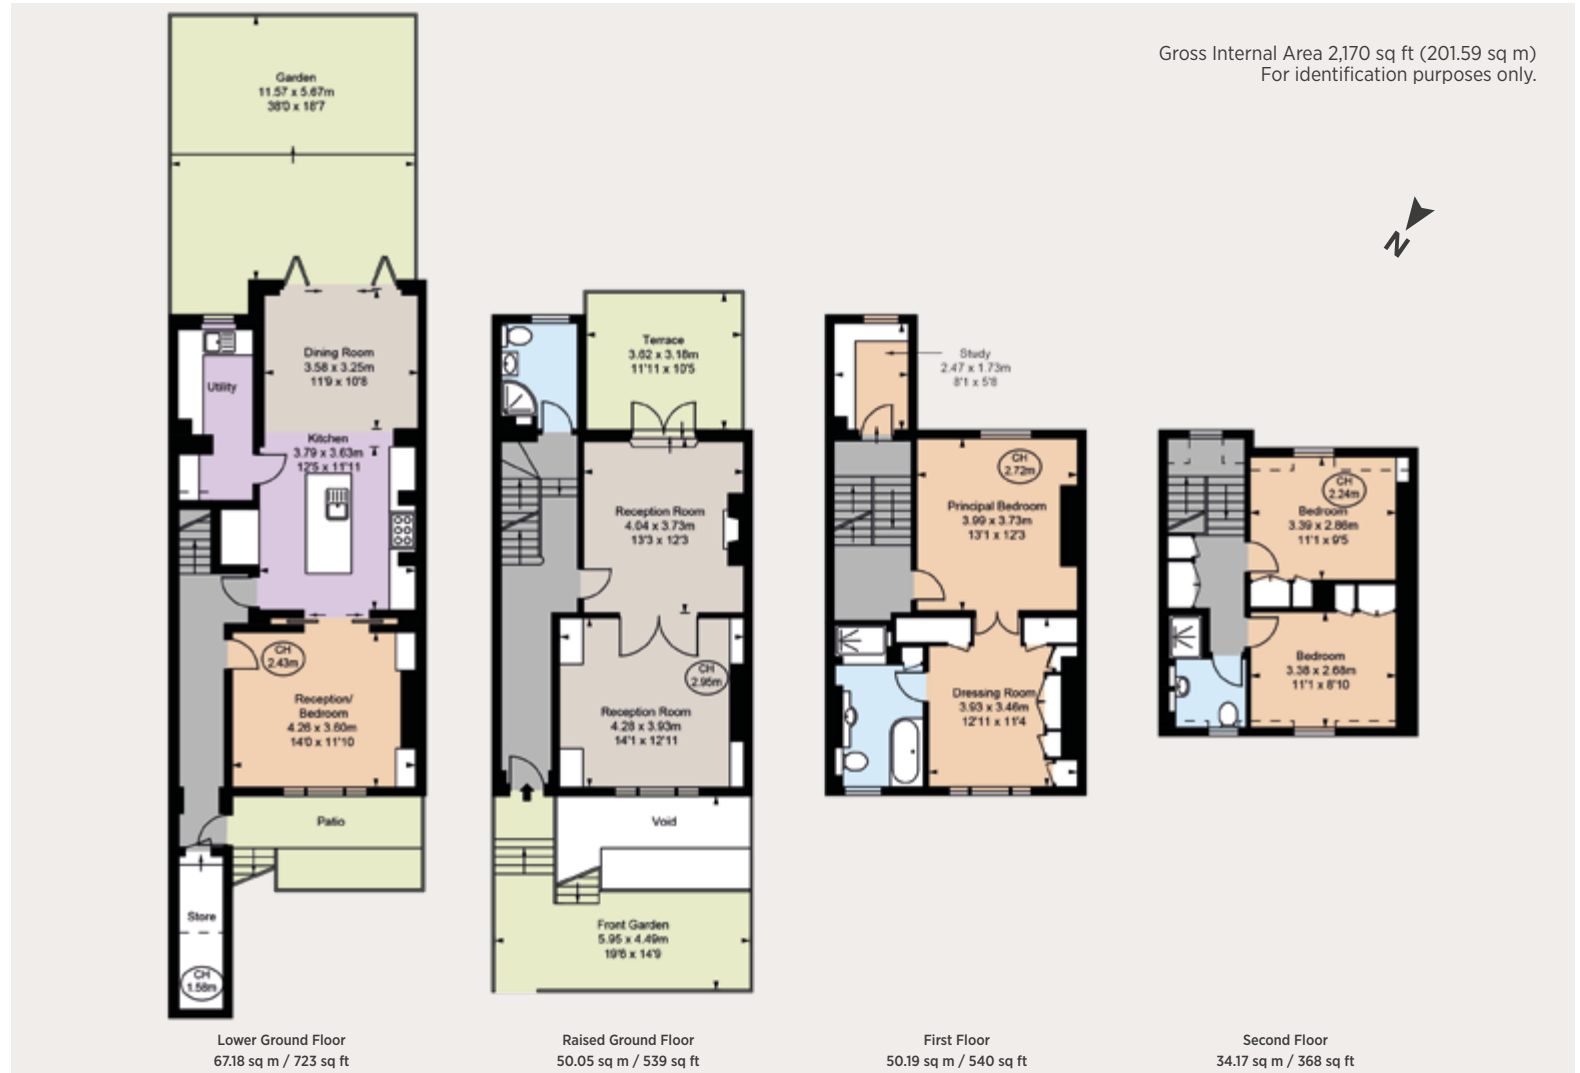 Gross Internal Area 2,170 sq ft (201.59 sq m)
For identification purposes only.
N
Garden
11.57 x 5.67m
38'0 x 18'7
Dining Room
3.58 x 3.25m
11'9 x 10'8
Utility
Kitchen
3.79 x 3.63m
12'5 x 11'11
CH
2.43m
Reception/
Bedroom
4.26 x 3.60m
14'0 x 11'10
Patio
Store
CH
1.58m
Lower Ground Floor
67.18 sq m / 723 sq ft
Terrace
3.62 x 3.18m
11'11 x 10'5
Reception Room
4.04 x 3.73m
13'3 x 12'3
CH
2.95m
Reception Room
4.28 x 3.93m
14'1 x 12'11
Void
Front Garden
5.95 x 4.49m
19'6 x 14'9
Raised Ground Floor
50.05 sq m / 539 sq ft
Study
2.47 x 1.73m
8'1 x 5'8
CH
2.72m
Principal Bedroom
3.99 x 3.73m
13'1 x 12'3
Dressing Room
3.93 x 3.46m
12'11 x 11'4
First Floor
50.19 sq m / 540 sq ft
CH
2.24m
Bedroom
3.39 x 2.86m
11'1 x 9'5
Bedroom
3.38 x 2.68m
11'1 x 8'10
Second Floor
34.17 sq m / 368 sq ft